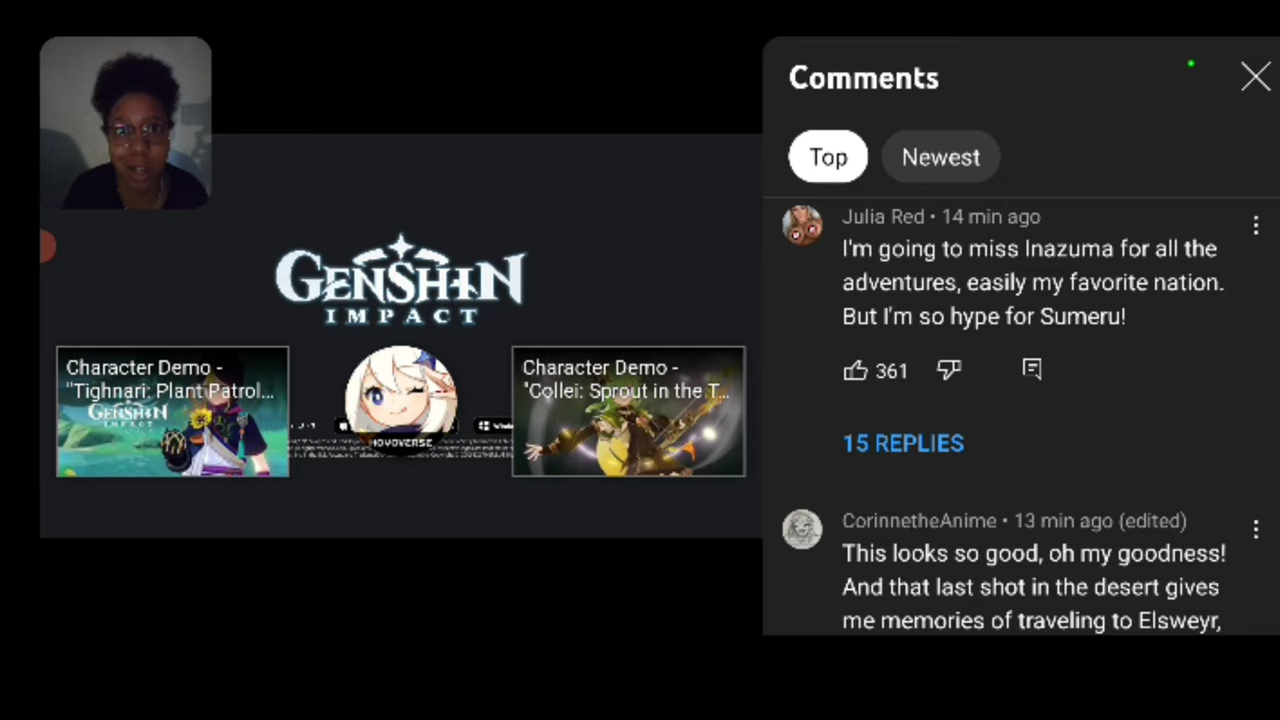 Comments
Top
Newest
Julia Red • 14 min ago
I'm going to miss Inazuma for all the
adventures, easily my favorite nation.
But I'm so hype for Sumeru!
361
15 REPLIES
CorinnetheAnime • 13 min ago (edited)
This looks so good, oh my goodness!
And that last shot in the desert gives
me memories of traveling to Elsweyr,
GENSHIN
IMPACT
Character Demo -
"Tighnari: Plant Patrol...
GENSHIN
IMPACT
HOYOVERSE
Character Demo -
"Collei: Sprout in the T...